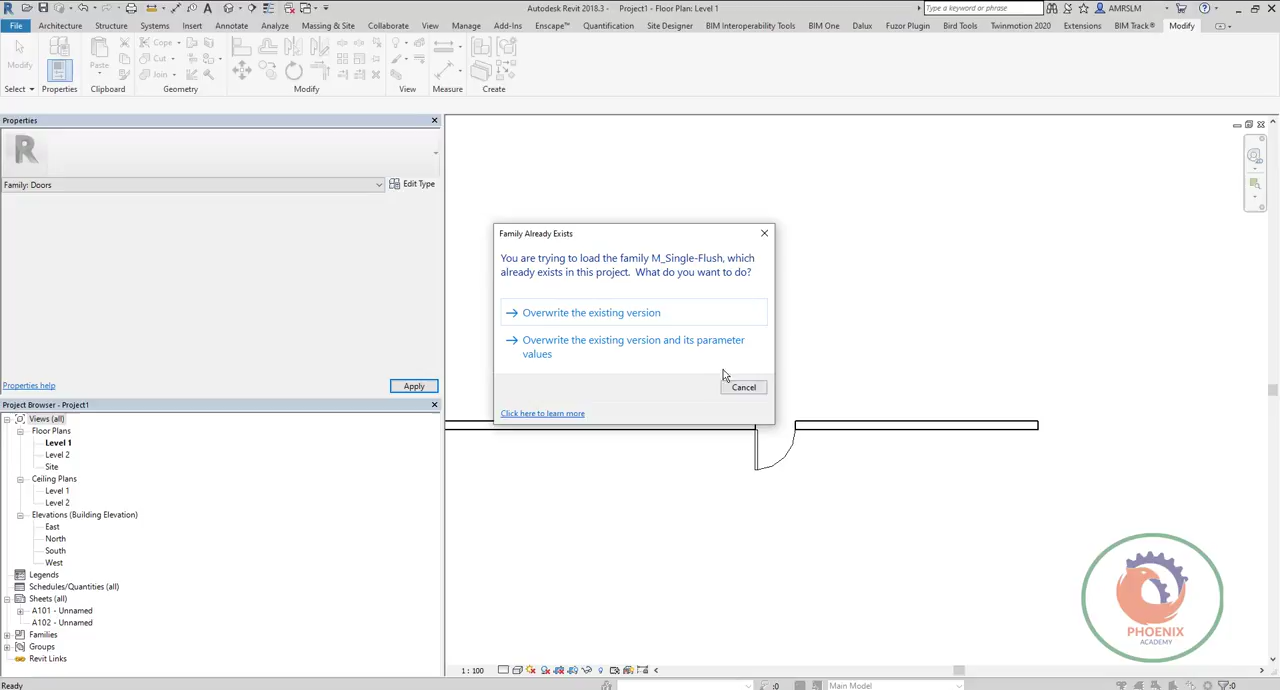 Autodesk Revit 2018.3 - Project1 - Floor Plan: Level 1
Type a keyword or phrase
AMRSLM
File Architecture Structure Systems Insert Annotate Analyze Massing & Site Collaborate View Manage Add-Ins Enscape™ Quantification Site Designer BIM Interoperability Tools BIM One Dalux Fuzor Plugin Bird Tools Twinmotion 2020 Extensions BIM Track® Modify
Cope
Cut
Join
Modify
Paste
Select Properties Clipboard Geometry Modify View Measure Create
Properties
R
Family: Doors
Edit Type
Properties help
Apply
Project Browser - Project1
Views (all)
Floor Plans
Level 1
Level 2
Site
Ceiling Plans
Level 1
Level 2
Elevations (Building Elevation)
East
North
South
West
Legends
Schedules/Quantities (all)
Sheets (all)
A101 - Unnamed
A102 - Unnamed
Families
Groups
Revit Links
Family Already Exists
You are trying to load the family M_Single-Flush, which
already exists in this project. What do you want to do?
Overwrite the existing version
Overwrite the existing version and its parameter
values
Cancel
Click here to learn more
PHOENIX
ACADEMY
1 : 100
Ready
:0
Main Model
:0